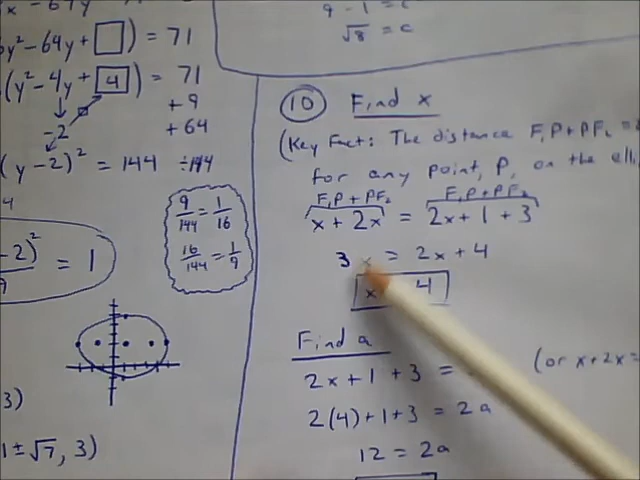 y² - 64y + □) = 71
(y² - 4y + 4) = 71
+9
-2
+64
(y - 2)² = 144 ÷144
4
9/144 = 1/16
16/144 = 1/9
-2)²
= 1
9
3)
1 ± √7, 3)
9 - 1 = c
√8 = c
10 Find x
(Key Fact: The distance F₁P + PF₂ =
for any point, P, on the
F₁P + PF₂ F₁P + PF₂
x + 2x = 2x + 1 + 3
3x = 2x + 4
x 4
Find a
2x + 1 + 3 = (or x + 2x =
2(4) + 1 + 3 = 2a
12 = 2a